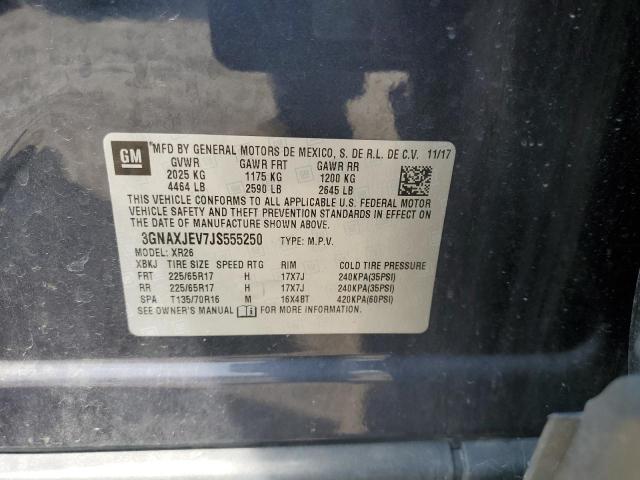 GM
MFD BY GENERAL MOTORS DE MEXICO, S. DE R.L. DE C.V. 11/17
GVWR GAWR FRT GAWR RR
2025 KG 1175 KG 1200 KG
4464 LB 2590 LB 2645 LB
THIS VEHICLE CONFORMS TO ALL APPLICABLE U.S. FEDERAL MOTOR
VEHICLE SAFETY AND THEFT PREVENTION STANDARDS IN EFFECT ON
THE DATE OF MANUFACTURE SHOWN ABOVE.
3GNAXJEV7JS555250 TYPE: M.P.V.
MODEL: XR26
XBKJ TIRE SIZE SPEED RTG RIM COLD TIRE PRESSURE
FRT 225/65R17 H 17X7J 240KPA(35PSI)
RR 225/65R17 H 17X7J 240KPA(35PSI)
SPA T135/70R16 M 16X4BT 420KPA(60PSI)
SEE OWNER'S MANUAL i FOR MORE INFORMATION.